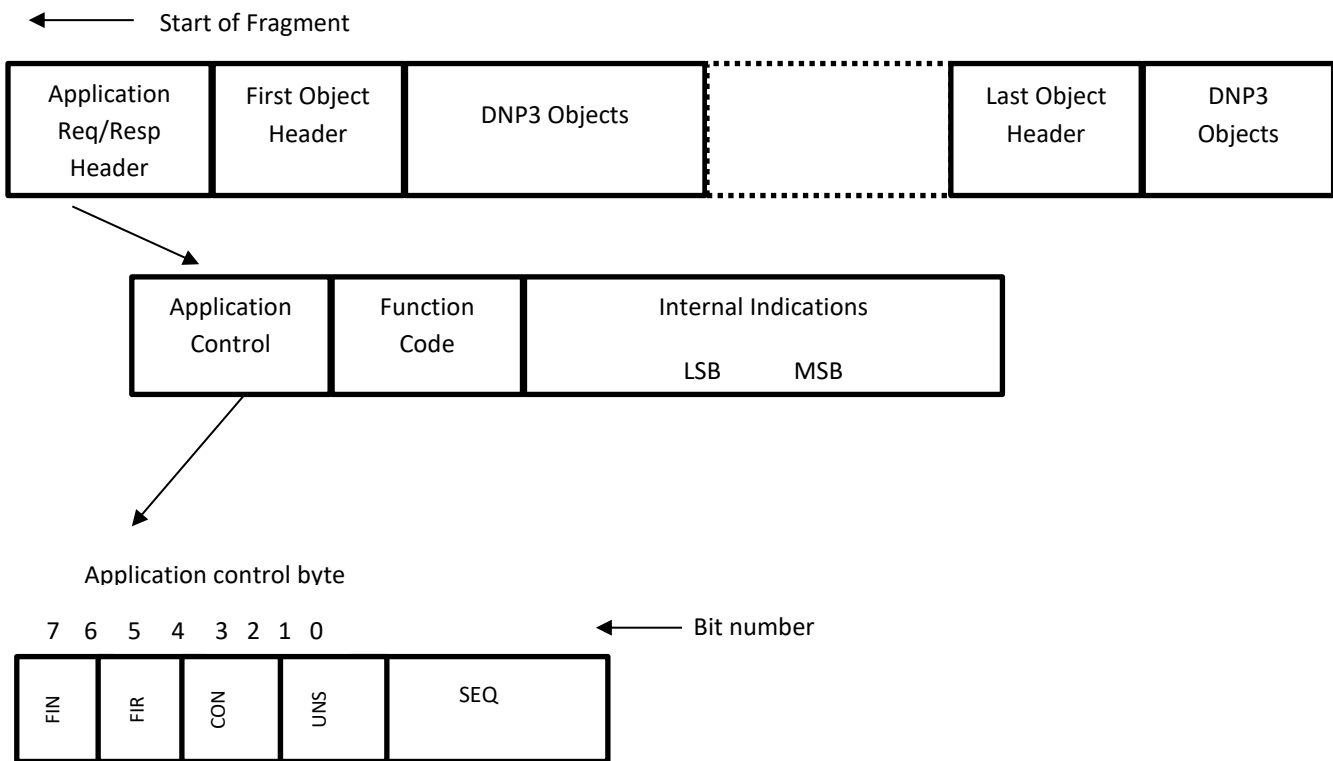 Start of Fragment
Application
Req/Resp
Header
First Object
Header
DNP3 Objects
Last Object
Header
DNP3
Objects
Application
Control
Function
Code
Internal Indications
LSB MSB
Application control byte
7 6 5 4 3 2 1 0
Bit number
FIN
FIR
CON
UNS
SEQ